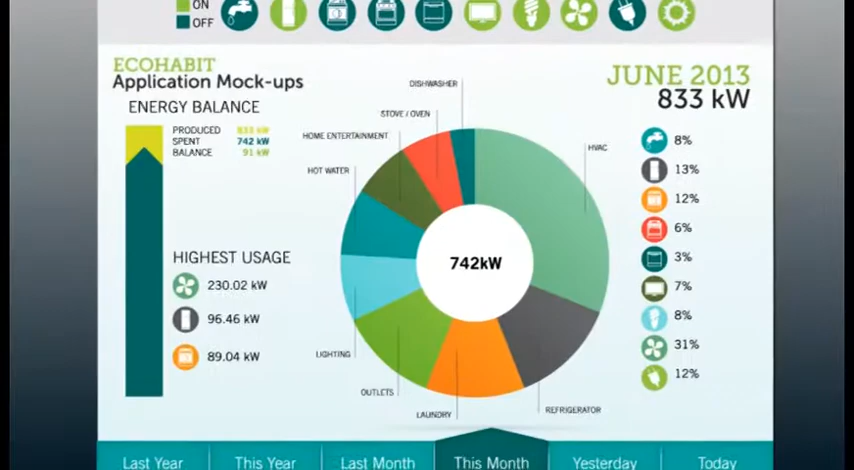 ON
OFF
ECOHABIT
Application Mock-ups
ENERGY BALANCE
PRODUCED 833 kW
SPENT 742 kW
BALANCE 91 kW
HIGHEST USAGE
230.02 kW
96.46 kW
89.04 kW
DISHWASHER
STOVE / OVEN
HOME ENTERTAINMENT
HOT WATER
LIGHTING
OUTLETS
LAUNDRY
REFRIGERATOR
HVAC
742kW
JUNE 2013
833 kW
8%
13%
12%
6%
3%
7%
8%
31%
12%
Last Year This Year Last Month This Month Yesterday Today